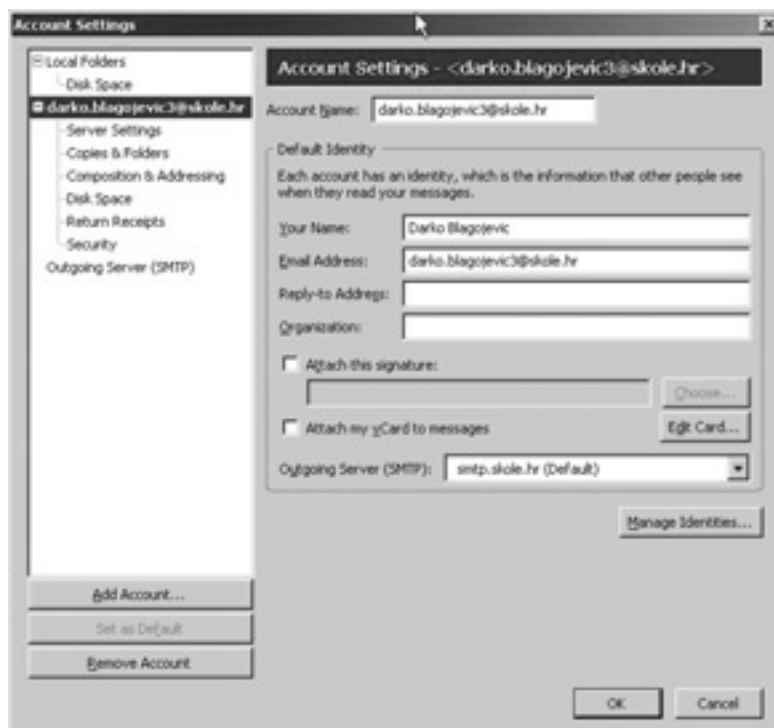 Account Settings
Local Folders
Disk Space
darko.blagojevic3@skole.hr
Server Settings
Copies & Folders
Composition & Addressing
Disk Space
Return Receipts
Security
Outgoing Server (SMTP)
Add Account...
Set as Default
Remove Account
Account Settings - <darko.blagojevic3@skole.hr>
Account Name: darko.blagojevic3@skole.hr
Default Identity
Each account has an identity, which is the information that other people see
when they read your messages.
Your Name: Darko Blagojevic
Email Address: darko.blagojevic3@skole.hr
Reply-to Address:
Organization:
Attach this signature:
Choose...
Attach my vCard to messages
Edit Card...
Outgoing Server (SMTP): smtp.skole.hr (Default)
Manage Identities...
OK Cancel